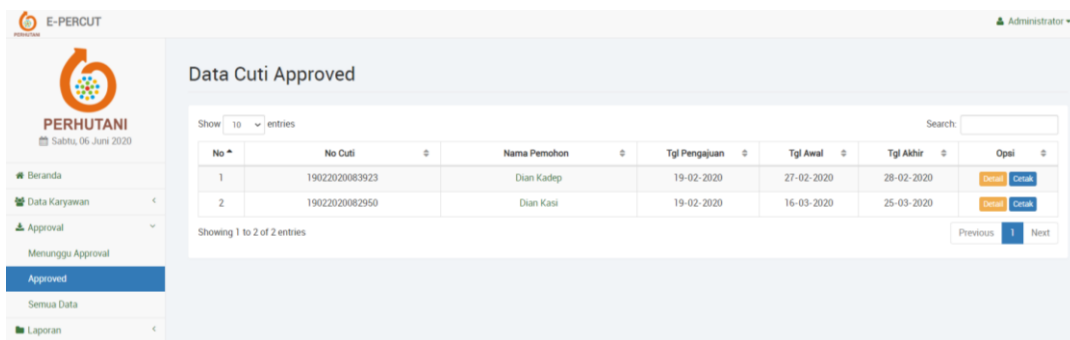 E-PERCUT
PERHUTANI
Administrator
PERHUTANI
Sabtu, 06 Juni 2020
Beranda
Data Karyawan
Approval
Menunggu Approval
Approved
Semua Data
Laporan
Data Cuti Approved
Show 10 entries Search:
No No Cuti Nama Pemohon Tgl Pengajuan Tgl Awal Tgl Akhir Opsi
1 19022020083923 Dian Kadep 19-02-2020 27-02-2020 28-02-2020 Detail Cetak
2 19022020082950 Dian Kasi 19-02-2020 16-03-2020 25-03-2020 Detail Cetak
Showing 1 to 2 of 2 entries Previous 1 Next